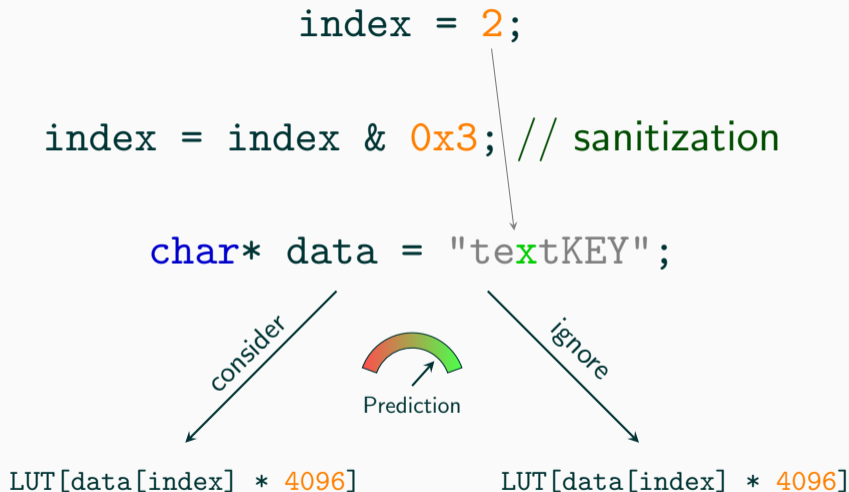 index = 2;
index = index & 0x3; // sanitization
char* data = "textKEY";
consider
ignore
Prediction
LUT[data[index] * 4096]
LUT[data[index] * 4096]